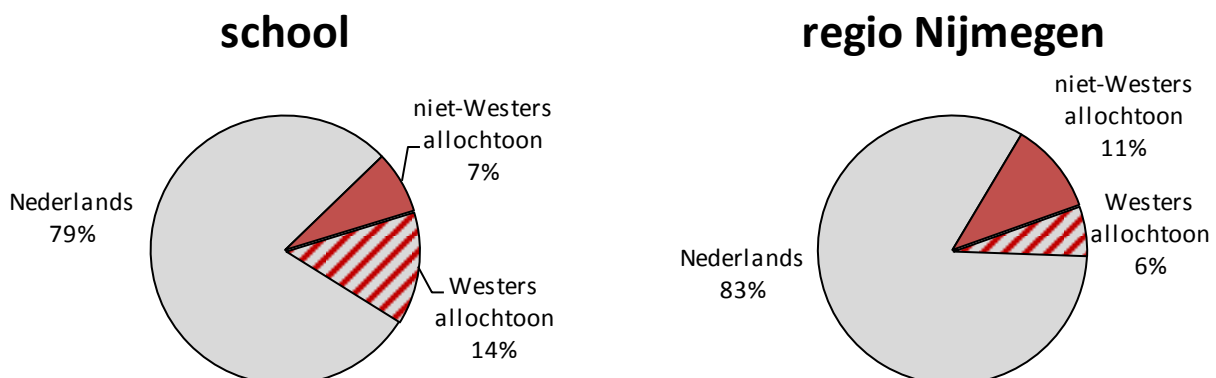 school
niet-Westers
allochtoon
7%
Nederlands
79%
Westers
allochtoon
14%
regio Nijmegen
niet-Westers
allochtoon
11%
Westers
allochtoon
6%
Nederlands
83%